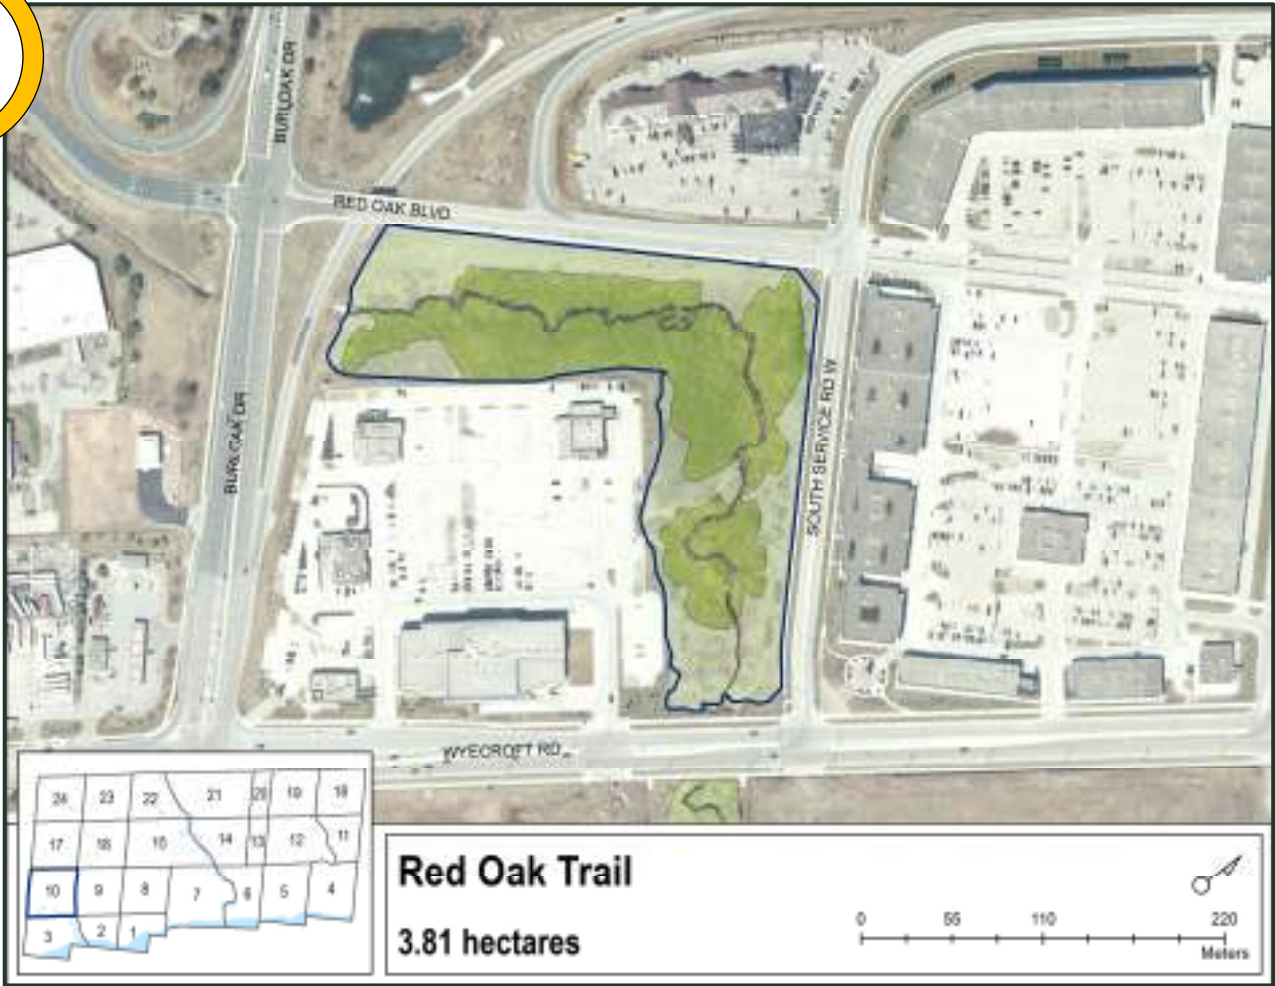 BURLOAK DR
RED OAK BLVD
BURLOAK DR
SOUTH SERVICE RD W
WYECROFT RD
24 23 22 21 20 19 18
17 16 15 14 13 12 11
10 9 8 7 6 5 4
3 2 1
Red Oak Trail
3.81 hectares
0 55 110 220
Meters